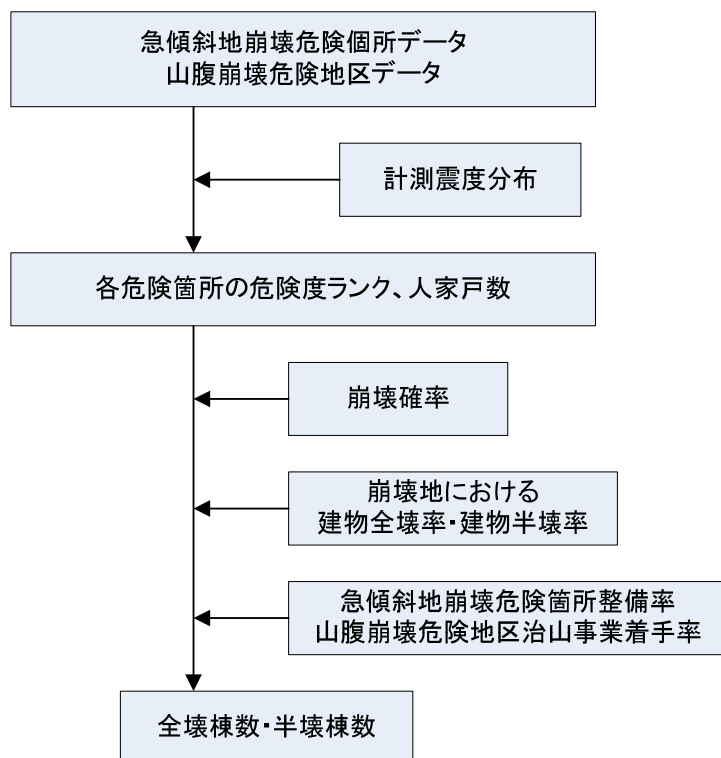 急傾斜地崩壊危険個所データ
山腹崩壊危険地区データ
計測震度分布
各危険箇所の危険度ランク、人家戸数
崩壊確率
崩壊地における
建物全壊率・建物半壊率
急傾斜地崩壊危険箇所整備率
山腹崩壊危険地区治山事業着手率
全壊棟数・半壊棟数